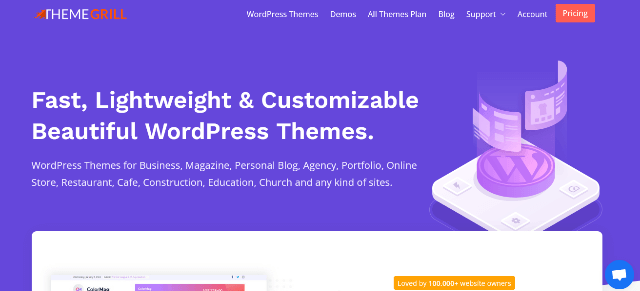 THEMEGRILL
WordPress Themes Demos All Themes Plan Blog Support Account Pricing
Fast, Lightweight & Customizable
Beautiful WordPress Themes.
WordPress Themes for Business, Magazine, Personal Blog, Agency, Portfolio, Online
Store, Restaurant, Cafe, Construction, Education, Church and any kind of sites.
ColorMag
Loved by 100,000+ website owners